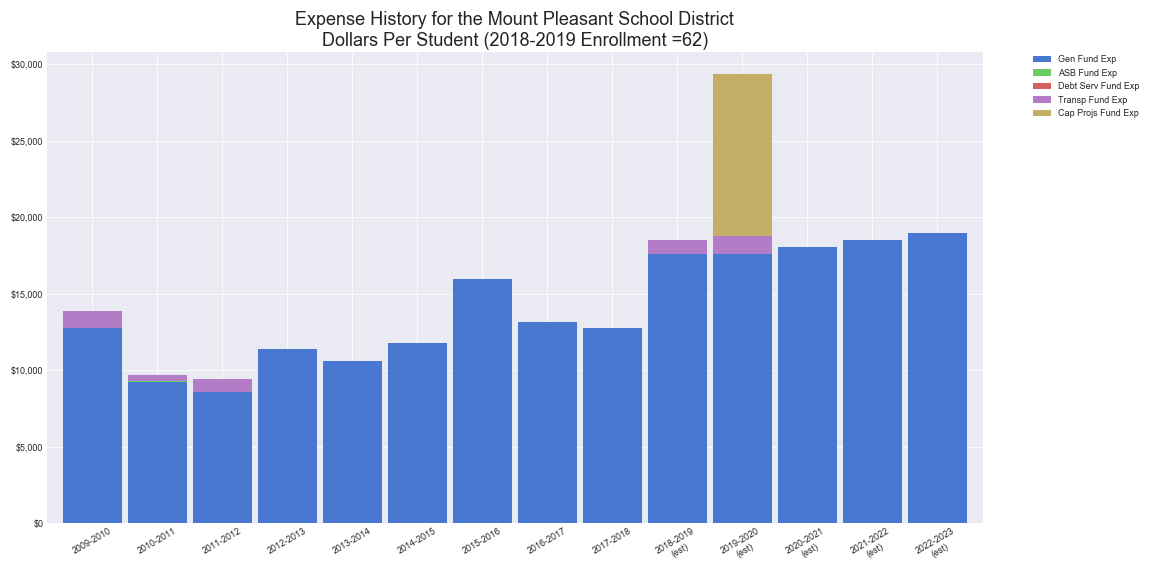 Expense History for the Mount Pleasant School District
Dollars Per Student (2018-2019 Enrollment =62)
Gen Fund Exp
ASB Fund Exp
Debt Serv Fund Exp
Transp Fund Exp
Cap Projs Fund Exp
$30,000
$25,000
$20,000
$15,000
$10,000
$5,000
$0
2009-2010
2010-2011
2011-2012
2012-2013
2013-2014
2014-2015
2015-2016
2016-2017
2017-2018
2018-2019
(est)
2019-2020
(est)
2020-2021
(est)
2021-2022
(est)
2022-2023
(est)